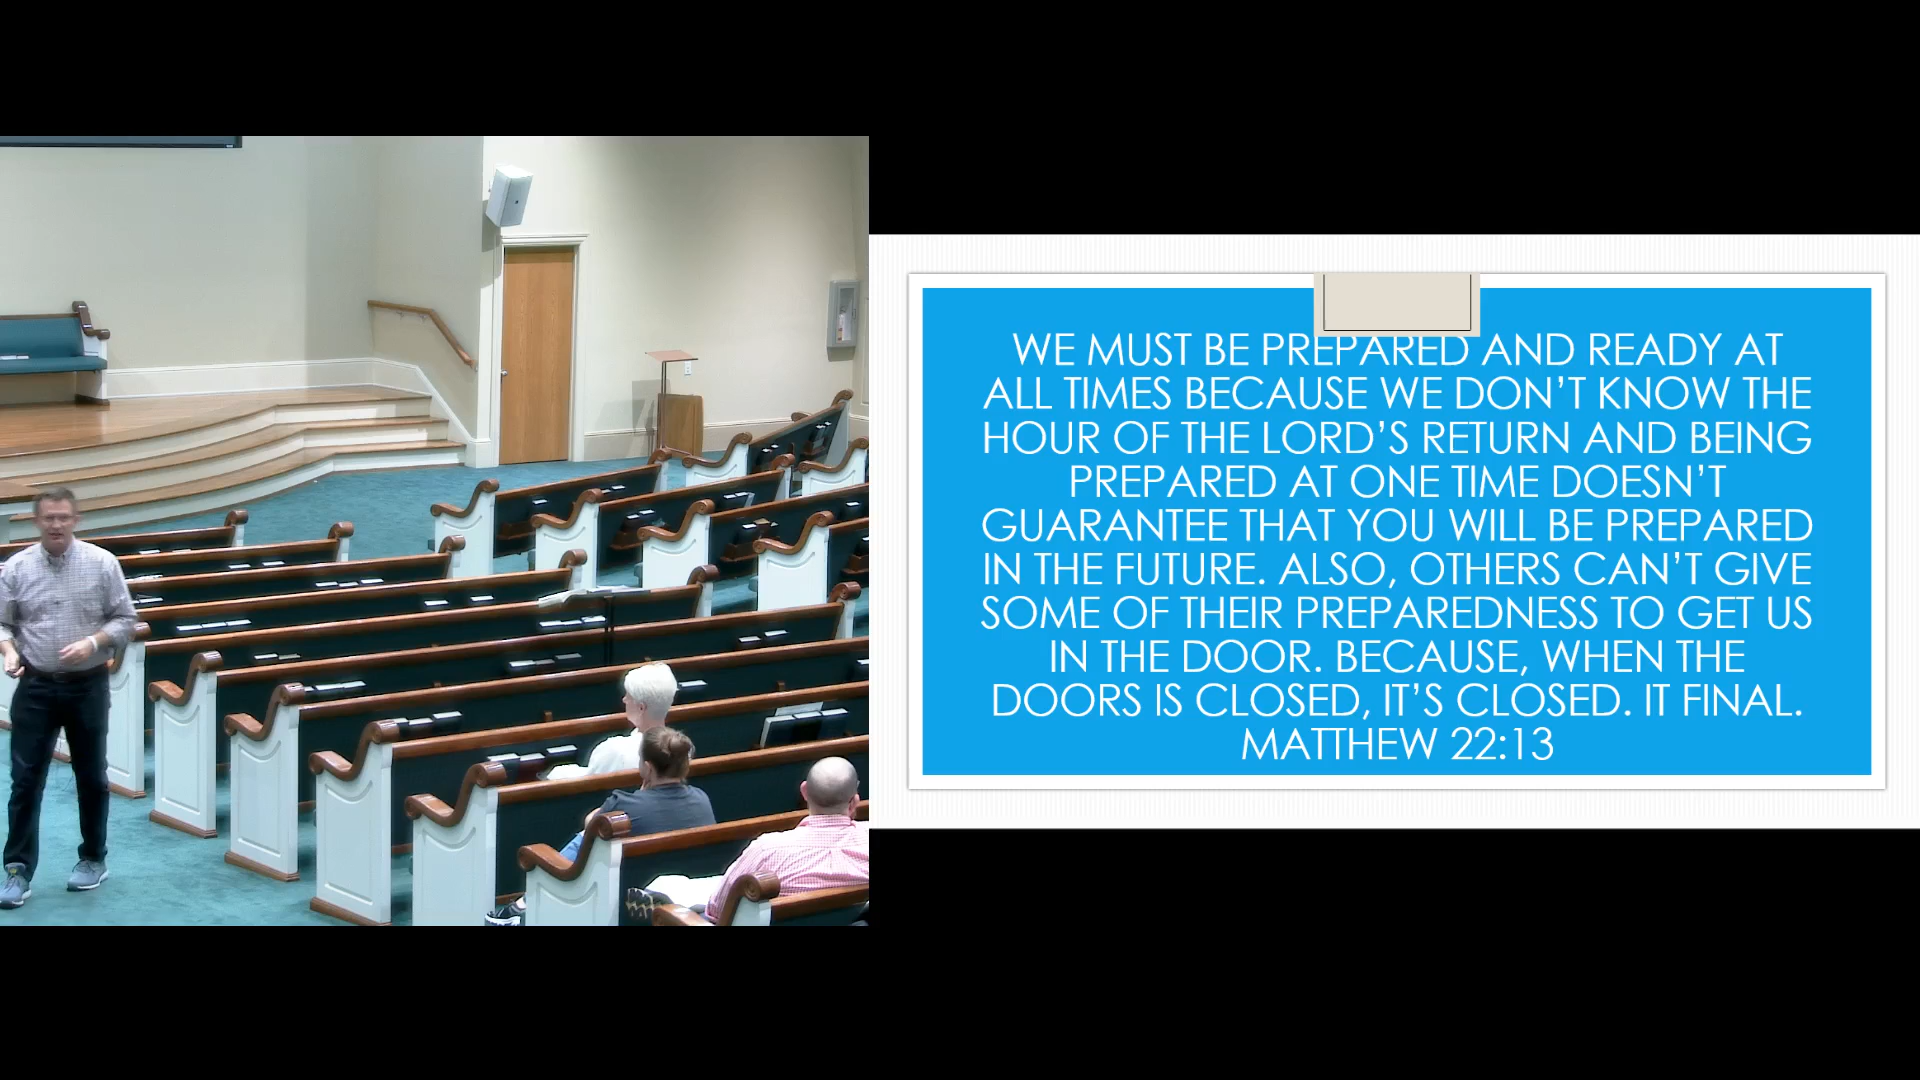 WE MUST BE PREPARED AND READY AT
ALL TIMES BECAUSE WE DON’T KNOW THE
HOUR OF THE LORD’S RETURN AND BEING
PREPARED AT ONE TIME DOESN’T
GUARANTEE THAT YOU WILL BE PREPARED
IN THE FUTURE. ALSO, OTHERS CAN’T GIVE
SOME OF THEIR PREPAREDNESS TO GET US
IN THE DOOR. BECAUSE, WHEN THE
DOORS IS CLOSED, IT’S CLOSED. IT FINAL.
MATTHEW 22:13